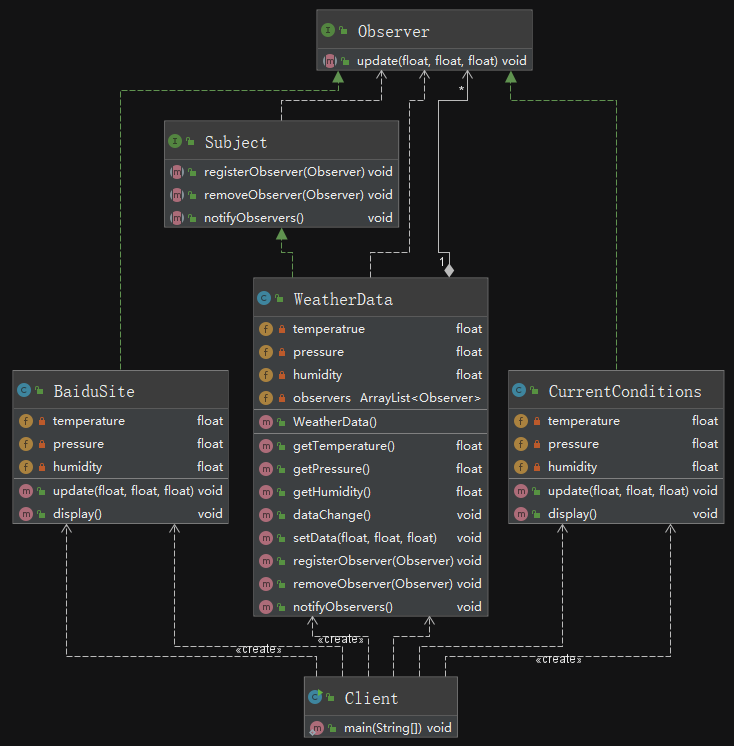 Observer
update(float, float, float) void
*
Subject
registerObserver(Observer) void
removeObserver(Observer) void
notifyObservers() void
1
WeatherData
temperatrue float
pressure float
humidity float
observers ArrayList<Observer>
WeatherData()
getTemperature() float
getPressure() float
getHumidity() float
dataChange() void
setData(float, float, float) void
registerObserver(Observer) void
removeObserver(Observer) void
notifyObservers() void
BaiduSite
temperature float
pressure float
humidity float
update(float, float, float) void
display() void
CurrentConditions
temperature float
pressure float
humidity float
update(float, float, float) void
display() void
«create»
«create»
«create»
Client
main(String[]) void